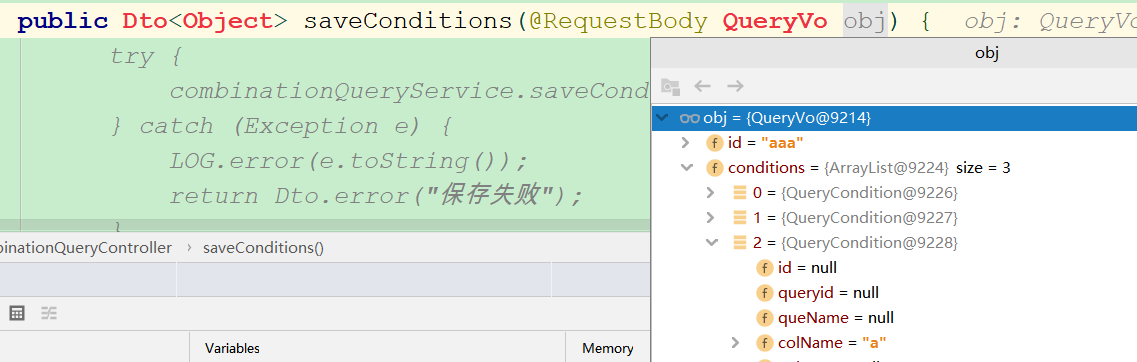 public Dto<Object> saveConditions(@RequestBody QueryVo obj) { obj: QueryVo
try {
combinationQueryService.saveCond
} catch (Exception e) {
LOG.error(e.toString());
return Dto.error("保存失败");
}
binationQueryController › saveConditions()
Variables
Memory
obj
obj = {QueryVo@9214}
f id = "aaa"
f conditions = {ArrayList@9224} size = 3
0 = {QueryCondition@9226}
1 = {QueryCondition@9227}
2 = {QueryCondition@9228}
f id = null
f queryid = null
f queName = null
f colName = "a"